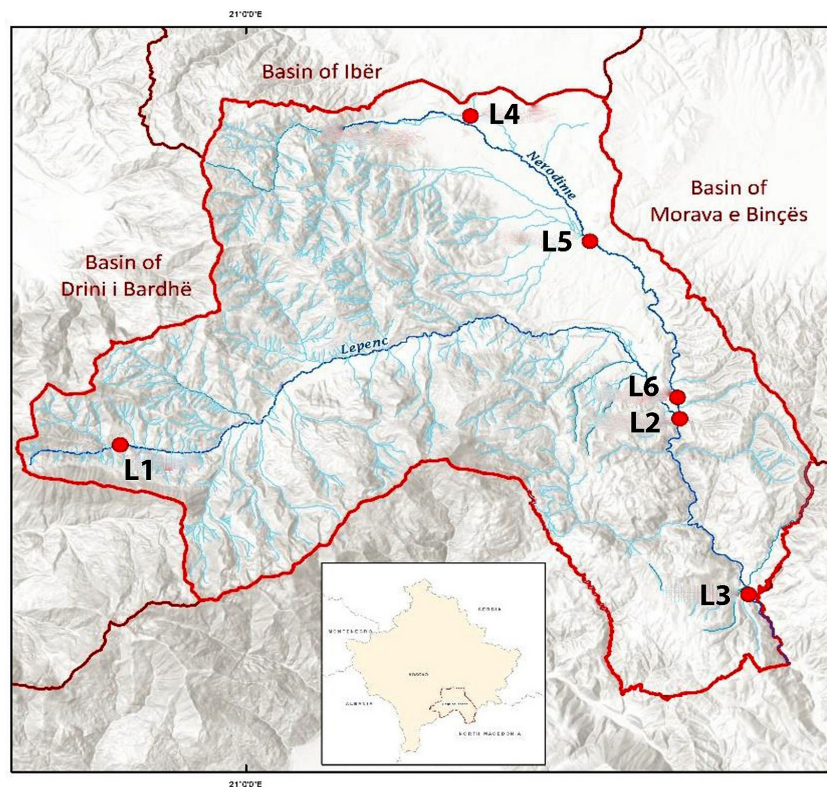 21°0'0"E
Basin of Ibër
L4
Nerodime
Basin of
Morava e Binçës
L5
Basin of
Drini i Bardhë
Lepenc
L6
L2
L1
L3
SERBIA
MONTENEGRO
KOSOVO
ALBANIA
NORTH MACEDONIA
21°0'0"E